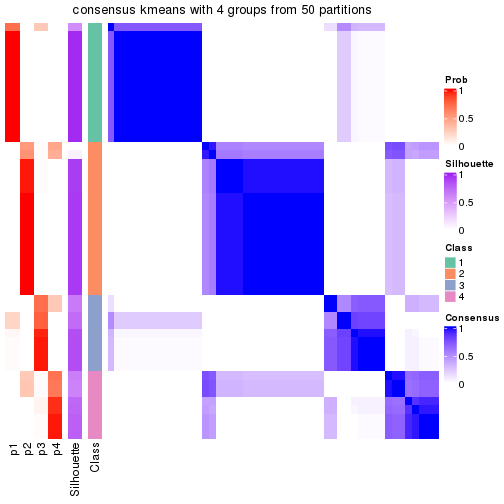 consensus kmeans with 4 groups from 50 partitions
Prob
1
0.5
0
Silhouette
1
0.5
0
Class
1
2
3
4
Consensus
1
0.5
0
p1
p2
p3
p4
Silhouette
Class